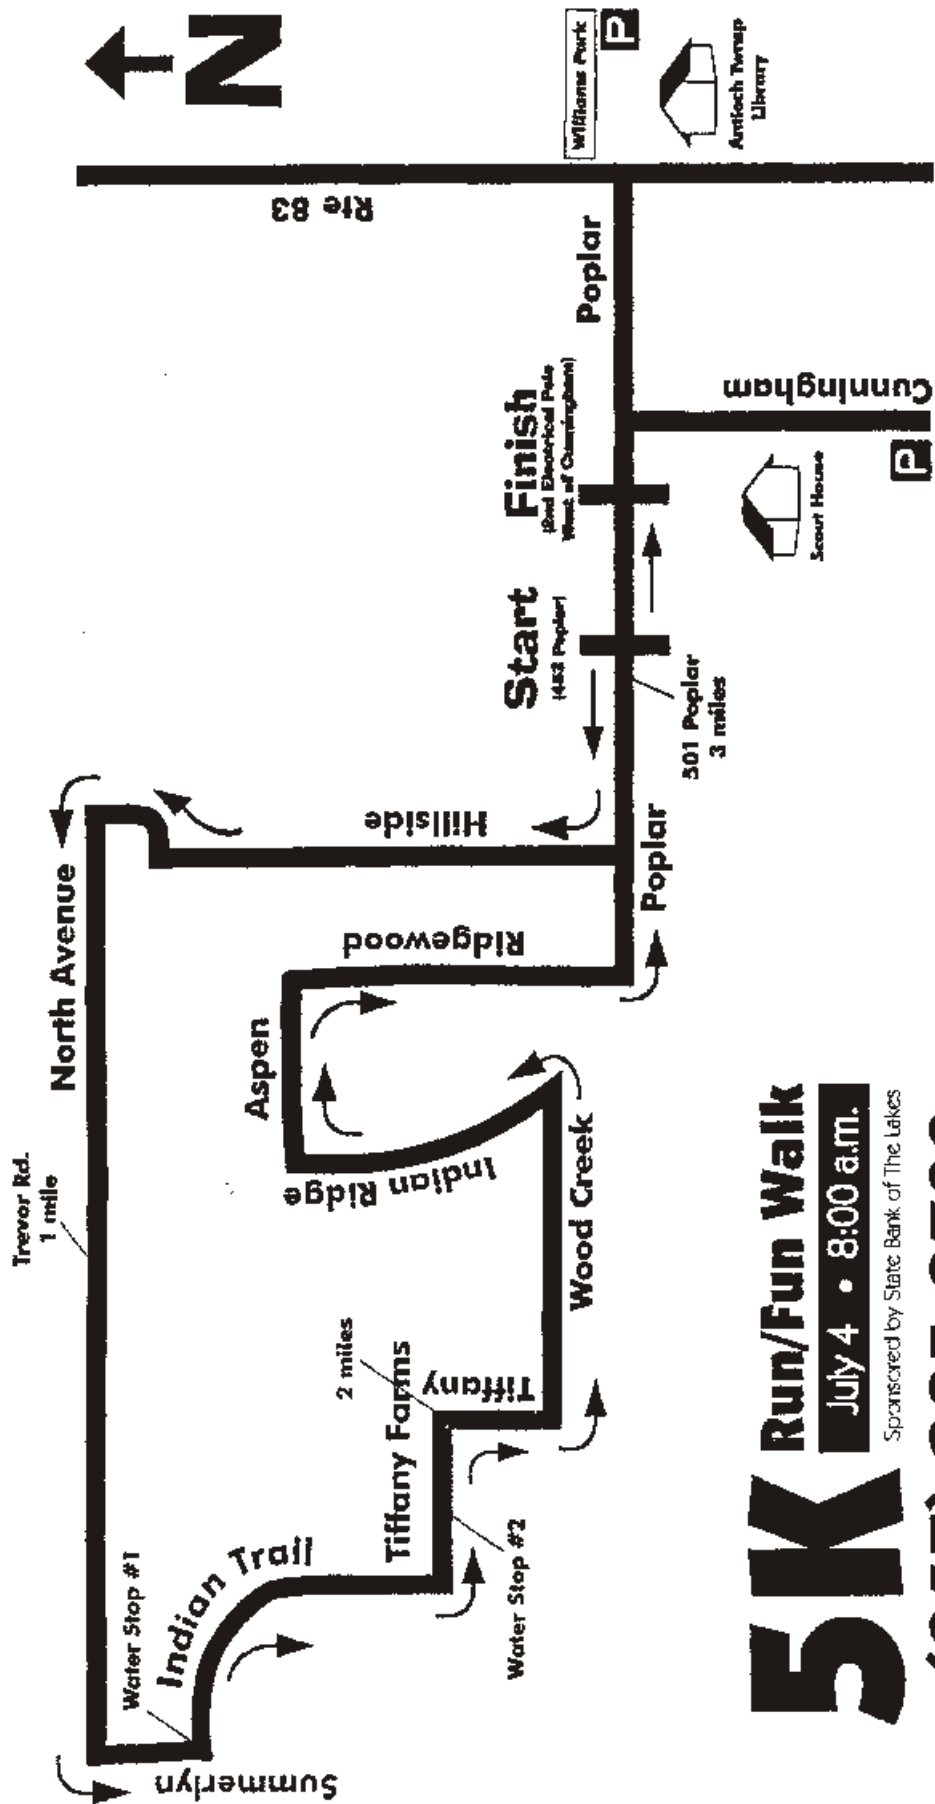 N
Trevor Rd.
1 mile
North Avenue
Rte 83
Water Stop #1
Summerlyn
Indian Trail
Tiffany Farms
2 miles
Tiffany
Water Stop #2
Wood Creek
Indian Ridge
Aspen
Ridgewood
Hillside
Poplar
Start
(452 Poplar)
501 Poplar
3 miles
Finish
(2nd Electrical Pole
West of Cunningham)
Poplar
Cunningham
Scout House
P
Williams Park
P
Antioch Twnsp
Library
5K
Run/Fun Walk
July 4 • 8:00 a.m.
Sponsored by State Bank of The Lakes